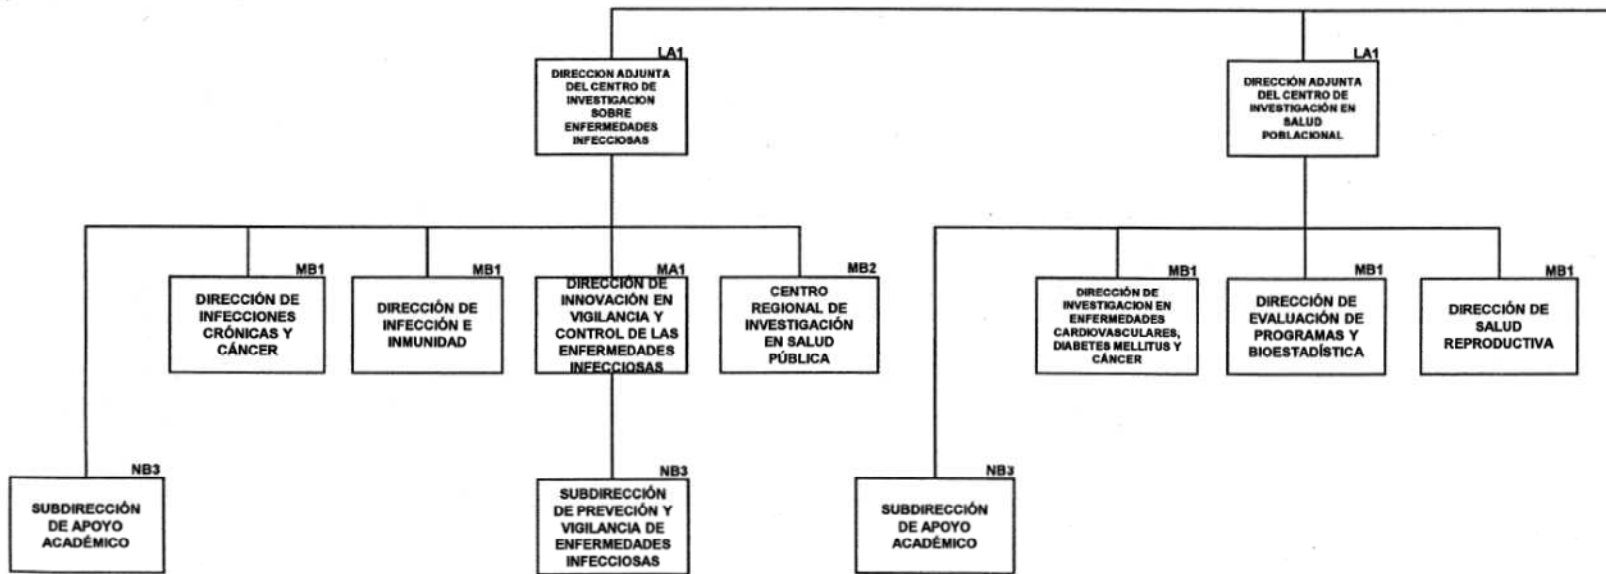 LA1
DIRECCION ADJUNTA
DEL CENTRO DE
INVESTIGACION
SOBRE
ENFERMEDADES
INFECCIOSAS
LA1
DIRECCIÓN ADJUNTA
DEL CENTRO DE
INVESTIGACIÓN EN
SALUD
POBLACIONAL
MB1
DIRECCIÓN DE
INFECCIONES
CRÓNICAS Y
CÁNCER
MB1
DIRECCIÓN DE
INFECCIÓN E
INMUNIDAD
MA1
DIRECCIÓN DE
INNOVACIÓN EN
VIGILANCIA Y
CONTROL DE LAS
ENFERMEDADES
INFECCIOSAS
MB2
CENTRO
REGIONAL DE
INVESTIGACIÓN
EN SALUD
PÚBLICA
MB1
DIRECCIÓN DE
INVESTIGACION EN
ENFERMEDADES
CARDIOVASCULARES,
DIABETES MELLITUS Y
CÁNCER
MB1
DIRECCIÓN DE
EVALUACIÓN DE
PROGRAMAS Y
BIOESTADÍSTICA
MB1
DIRECCIÓN DE
SALUD
REPRODUCTIVA
NB3
SUBDIRECCIÓN
DE APOYO
ACADÉMICO
NB3
SUBDIRECCIÓN
DE PREVECIÓN Y
VIGILANCIA DE
ENFERMEDADES
INFECCIOSAS
NB3
SUBDIRECCIÓN
DE APOYO
ACADÉMICO